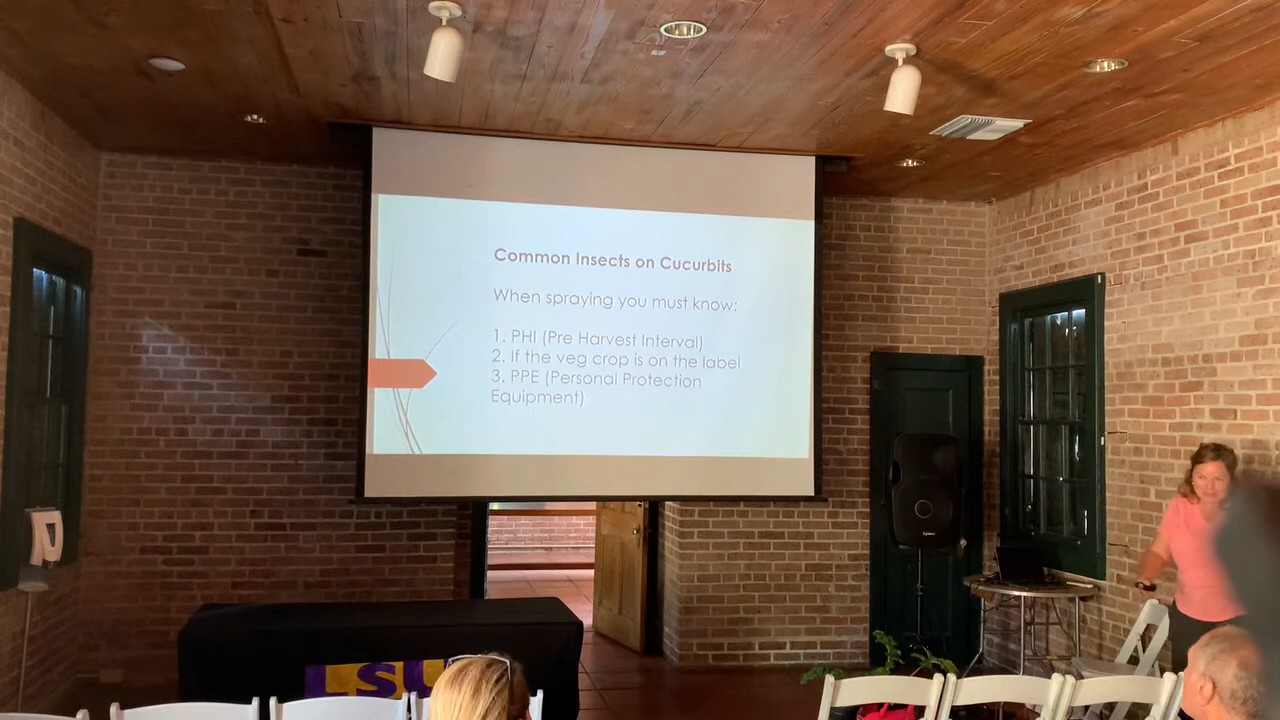 Common Insects on Cucurbits
When spraying you must know:
1. PHI (Pre Harvest Interval)
2. If the veg crop is on the label
3. PPE (Personal Protection
Equipment)
LSU